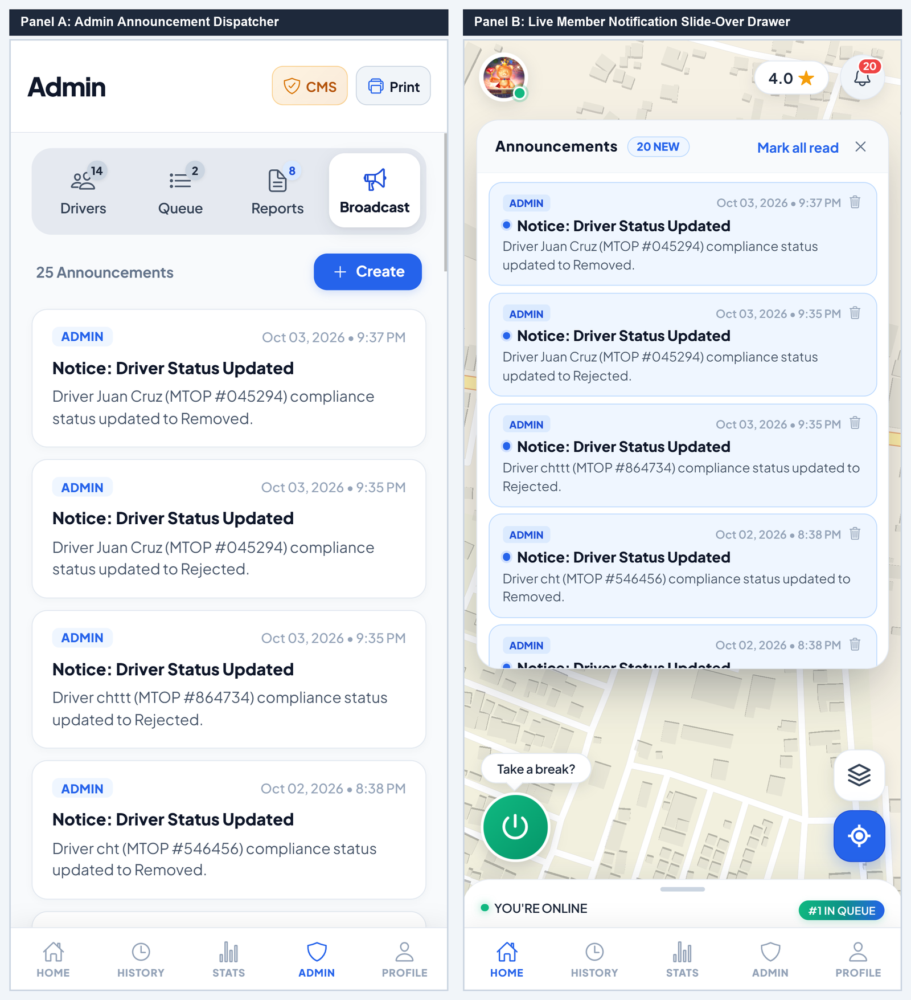 Panel A: Admin Announcement Dispatcher
Admin
CMS
Print
14
Drivers
2
Queue
8
Reports
Broadcast
25 Announcements
+ Create
ADMIN
Oct 03, 2026 • 9:37 PM
Notice: Driver Status Updated
Driver Juan Cruz (MTOP #045294) compliance
status updated to Removed.
ADMIN
Oct 03, 2026 • 9:35 PM
Notice: Driver Status Updated
Driver Juan Cruz (MTOP #045294) compliance
status updated to Rejected.
ADMIN
Oct 03, 2026 • 9:35 PM
Notice: Driver Status Updated
Driver chttt (MTOP #864734) compliance status
updated to Rejected.
ADMIN
Oct 02, 2026 • 8:38 PM
Notice: Driver Status Updated
Driver cht (MTOP #546456) compliance status
updated to Removed.
HOME
HISTORY
STATS
ADMIN
PROFILE
Panel B: Live Member Notification Slide-Over Drawer
4.0
20
Announcements
20 NEW
Mark all read
ADMIN
Oct 03, 2026 • 9:37 PM
Notice: Driver Status Updated
Driver Juan Cruz (MTOP #045294) compliance status
updated to Removed.
ADMIN
Oct 03, 2026 • 9:35 PM
Notice: Driver Status Updated
Driver Juan Cruz (MTOP #045294) compliance status
updated to Rejected.
ADMIN
Oct 03, 2026 • 9:35 PM
Notice: Driver Status Updated
Driver chttt (MTOP #864734) compliance status updated to
Rejected.
ADMIN
Oct 02, 2026 • 8:38 PM
Notice: Driver Status Updated
Driver cht (MTOP #546456) compliance status updated to
Removed.
ADMIN
Oct 02, 2026 • 8:38 PM
Notice: Driver Status Updated
Take a break?
YOU'RE ONLINE
#1 IN QUEUE
HOME
HISTORY
STATS
ADMIN
PROFILE